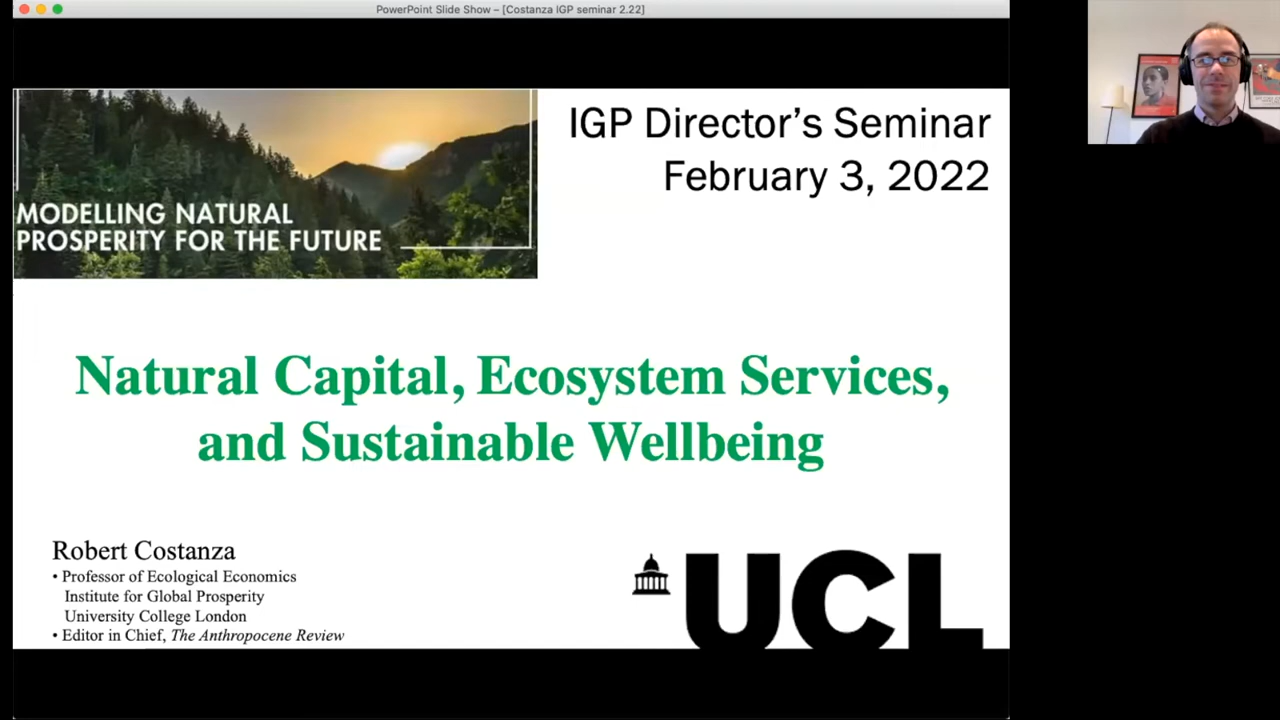 PowerPoint Slide Show – [Costanza IGP seminar 2.22]
MODELLING NATURAL
PROSPERITY FOR THE FUTURE
IGP Director’s Seminar
February 3, 2022
Natural Capital, Ecosystem Services,
and Sustainable Wellbeing
Robert Costanza
• Professor of Ecological Economics
Institute for Global Prosperity
University College London
• Editor in Chief, The Anthropocene Review
UCL